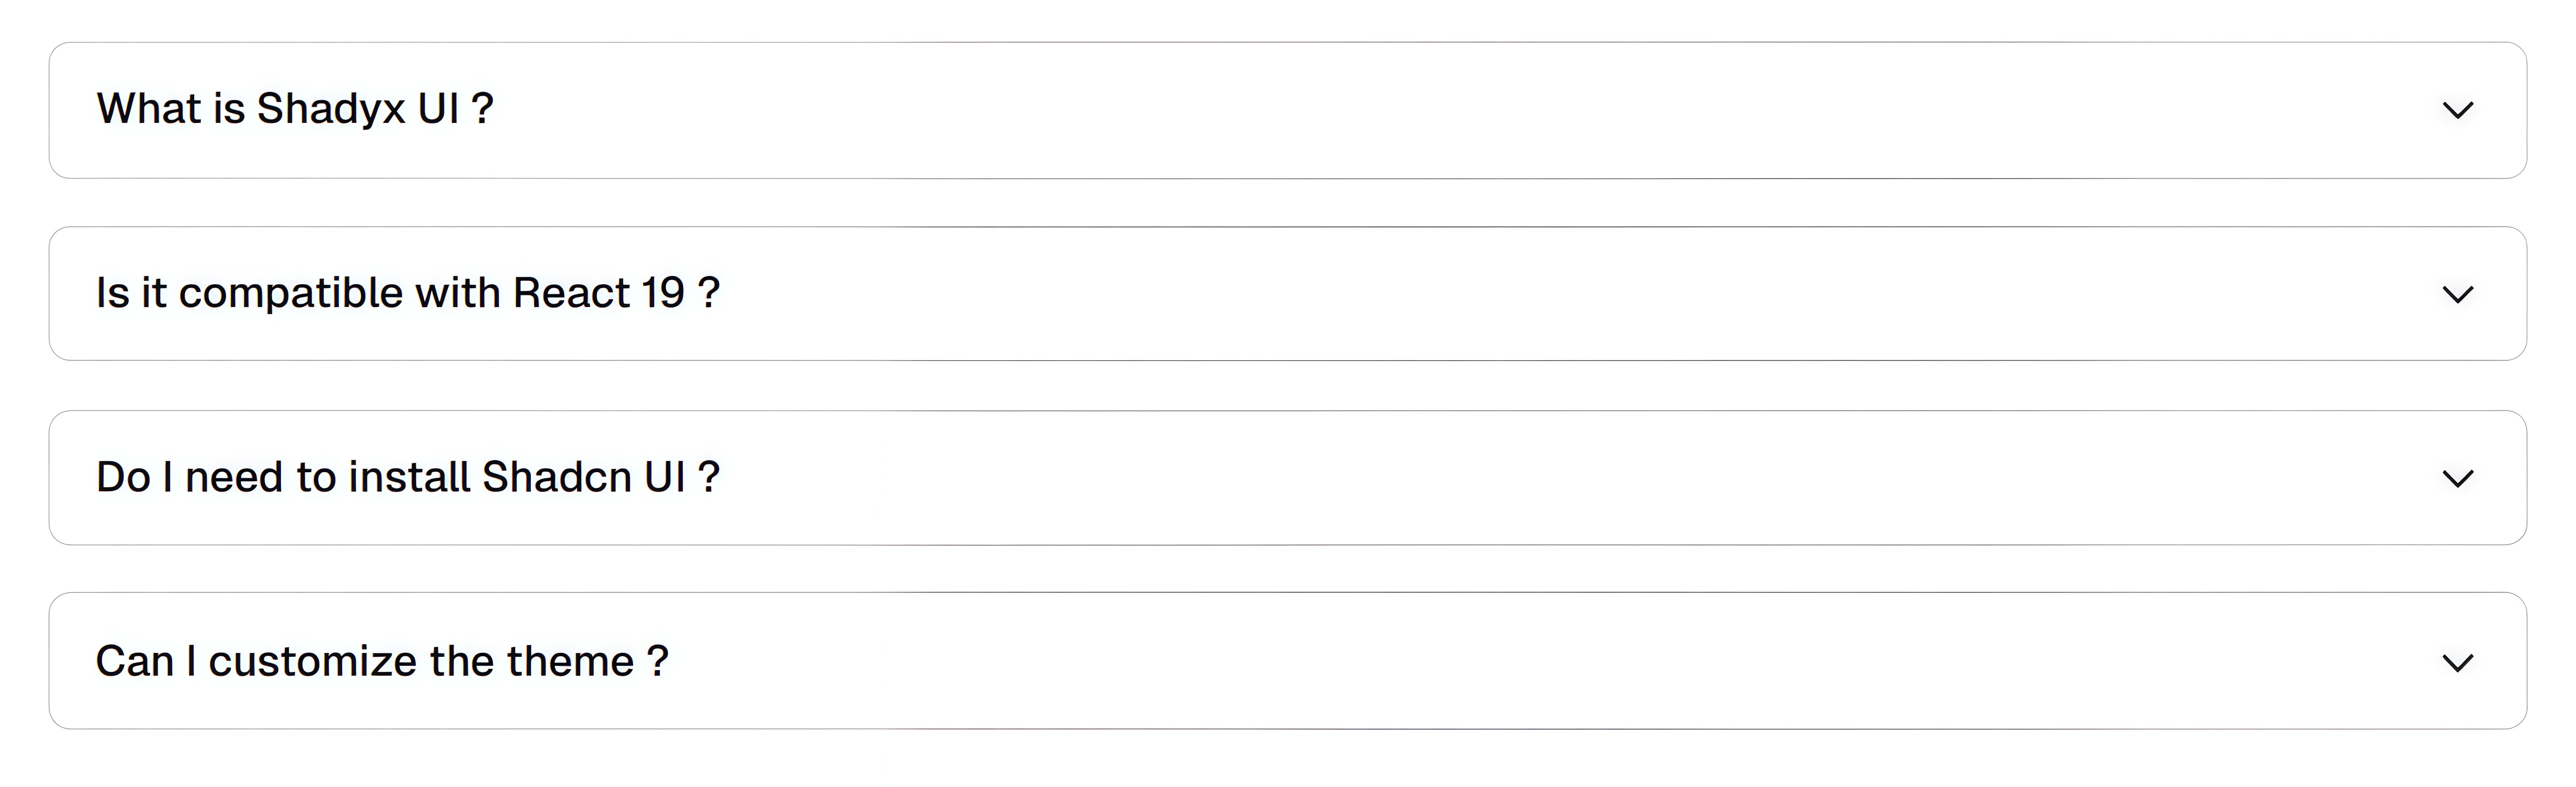 What is Shadyx UI ?
Is it compatible with React 19 ?
Do I need to install Shadcn UI ?
Can I customize the theme ?